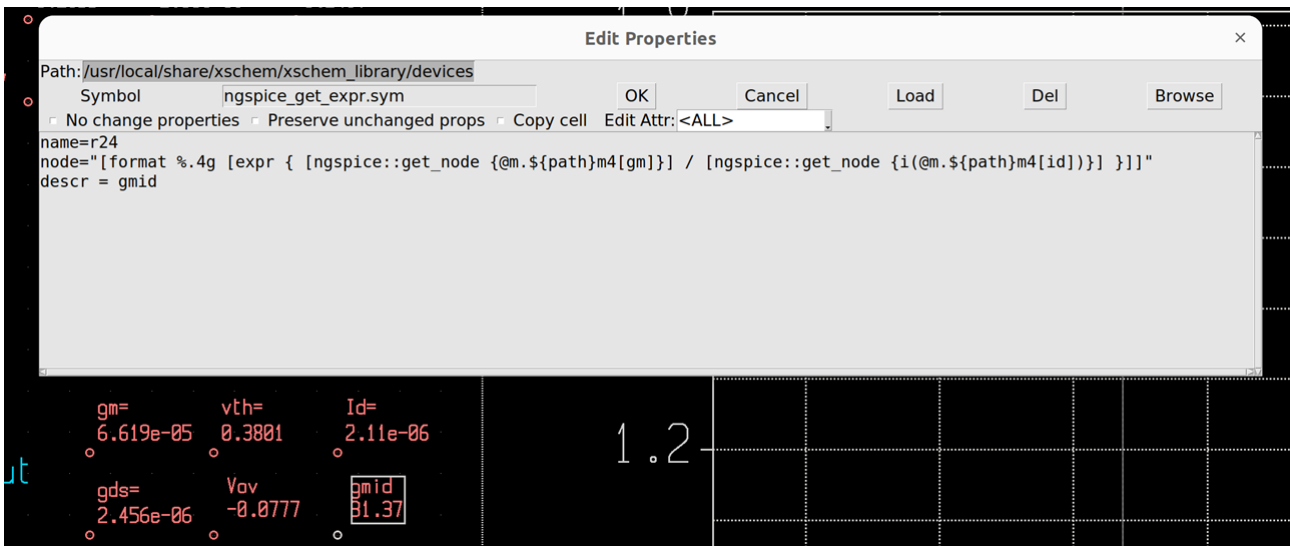 Edit Properties
Path: /usr/local/share/xschem/xschem_library/devices
Symbol ngspice_get_expr.sym OK Cancel Load Del Browse
No change properties Preserve unchanged props Copy cell Edit Attr: <ALL>
name=r24
node="[format %.4g [expr { [ngspice::get_node {@m.${path}m4[gm]}] / [ngspice::get_node {i(@m.${path}m4[id])}] }]]"
descr = gmid
gm= vth= Id=
6.619e-05 0.3801 2.11e-06
1.2
ut
gds= Vov gmid
2.456e-06 -0.0777 31.37